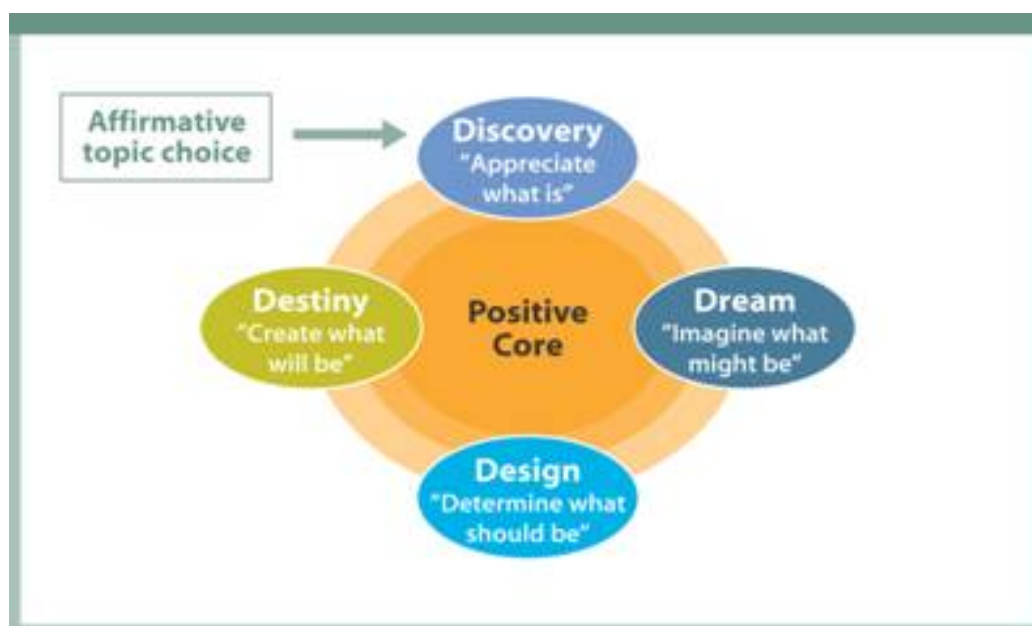 Affirmative
topic choice
Discovery
"Appreciate
what is"
Destiny
"Create what
will be"
Positive
Core
Dream
"Imagine what
might be"
Design
"Determine what
should be"